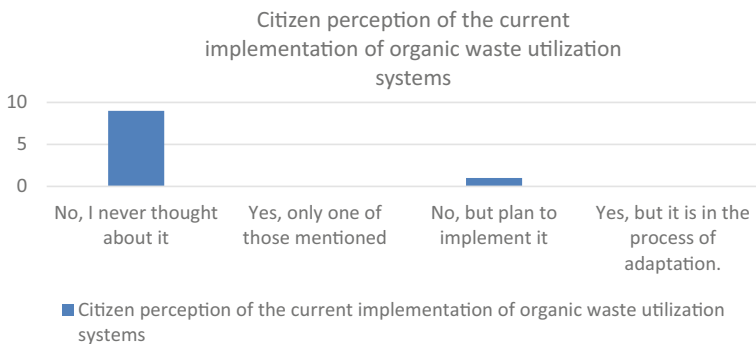 Citizen perception of the current
implementation of organic waste utilization
systems
10
5
0
No, I never thought
about it
Yes, only one of
those mentioned
No, but plan to
implement it
Yes, but it is in the
process of
adaptation.
Citizen perception of the current implementation of organic waste utilization
systems